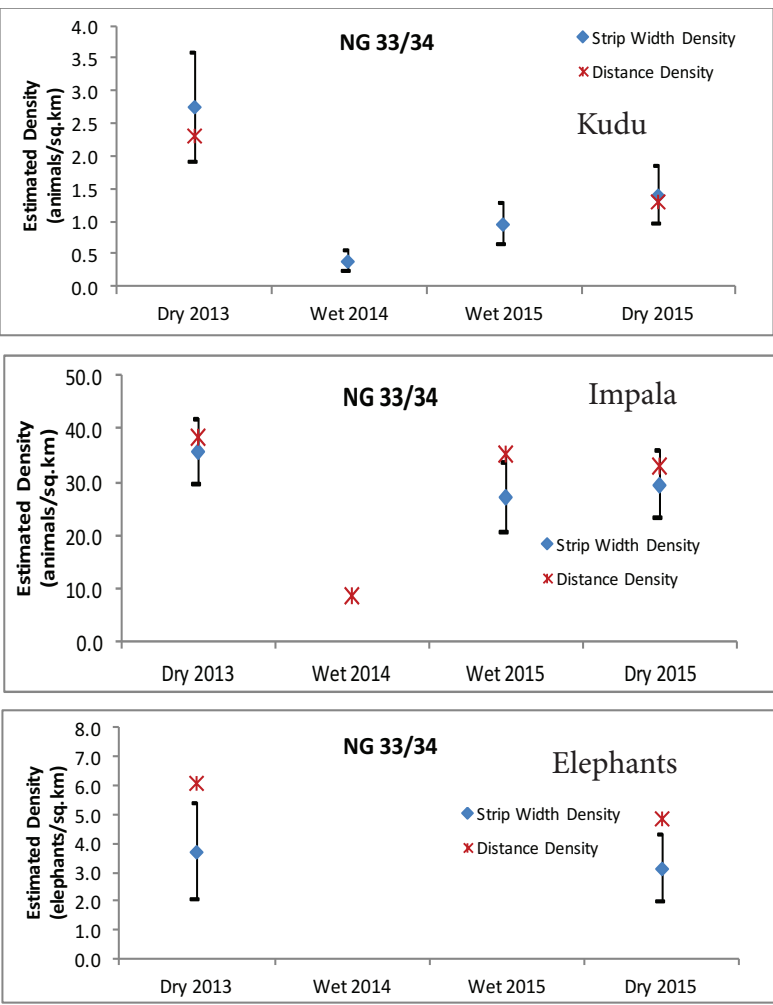 NG 33/34
Strip Width Density
Distance Density
Kudu
Estimated Density
(animals/sq.km)
4.0
3.5
3.0
2.5
2.0
1.5
1.0
0.5
0.0
Dry 2013 Wet 2014 Wet 2015 Dry 2015
NG 33/34
Impala
Estimated Density
(animals/sq.km)
50.0
40.0
30.0
20.0
10.0
0.0
Strip Width Density
Distance Density
Dry 2013 Wet 2014 Wet 2015 Dry 2015
NG 33/34
Elephants
Estimated Density
(elephants/sq.km)
8.0
7.0
6.0
5.0
4.0
3.0
2.0
1.0
0.0
Strip Width Density
Distance Density
Dry 2013 Wet 2014 Wet 2015 Dry 2015